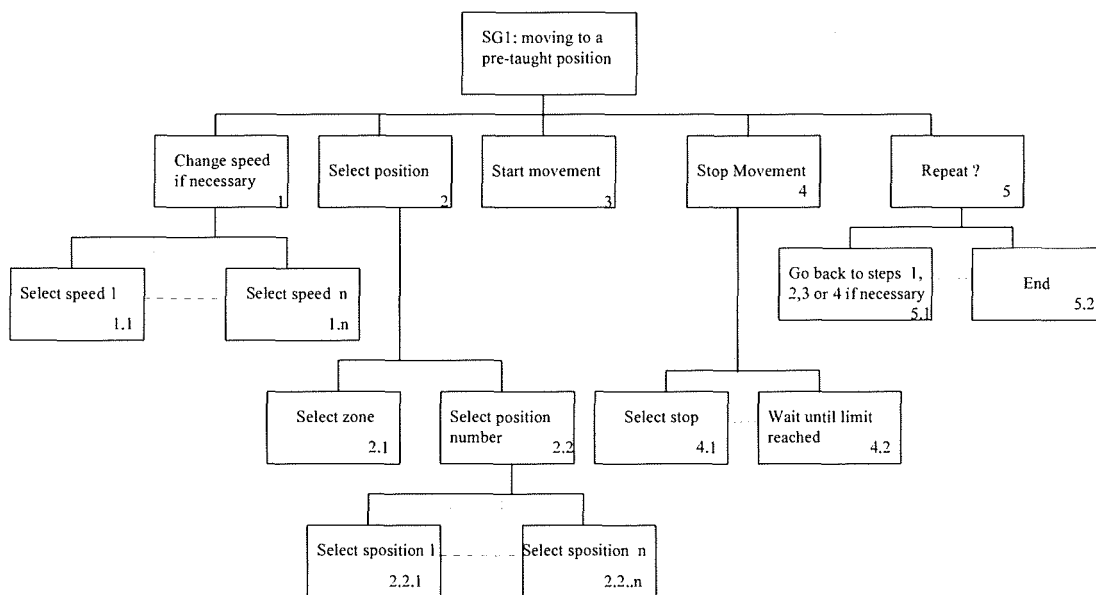 SG1: moving to a
pre-taught position
Change speed
if necessary
1
Select position
2
Start movement
3
Stop Movement
4
Repeat ?
5
Select speed 1
1.1
Select speed n
1.n
Go back to steps 1,
2,3 or 4 if necessary
5.1
End
5.2
Select zone
2.1
Select position
number
2.2
Select stop
4.1
Wait until limit
reached
4.2
Select sposition 1
2.2.1
Select sposition n
2.2..n